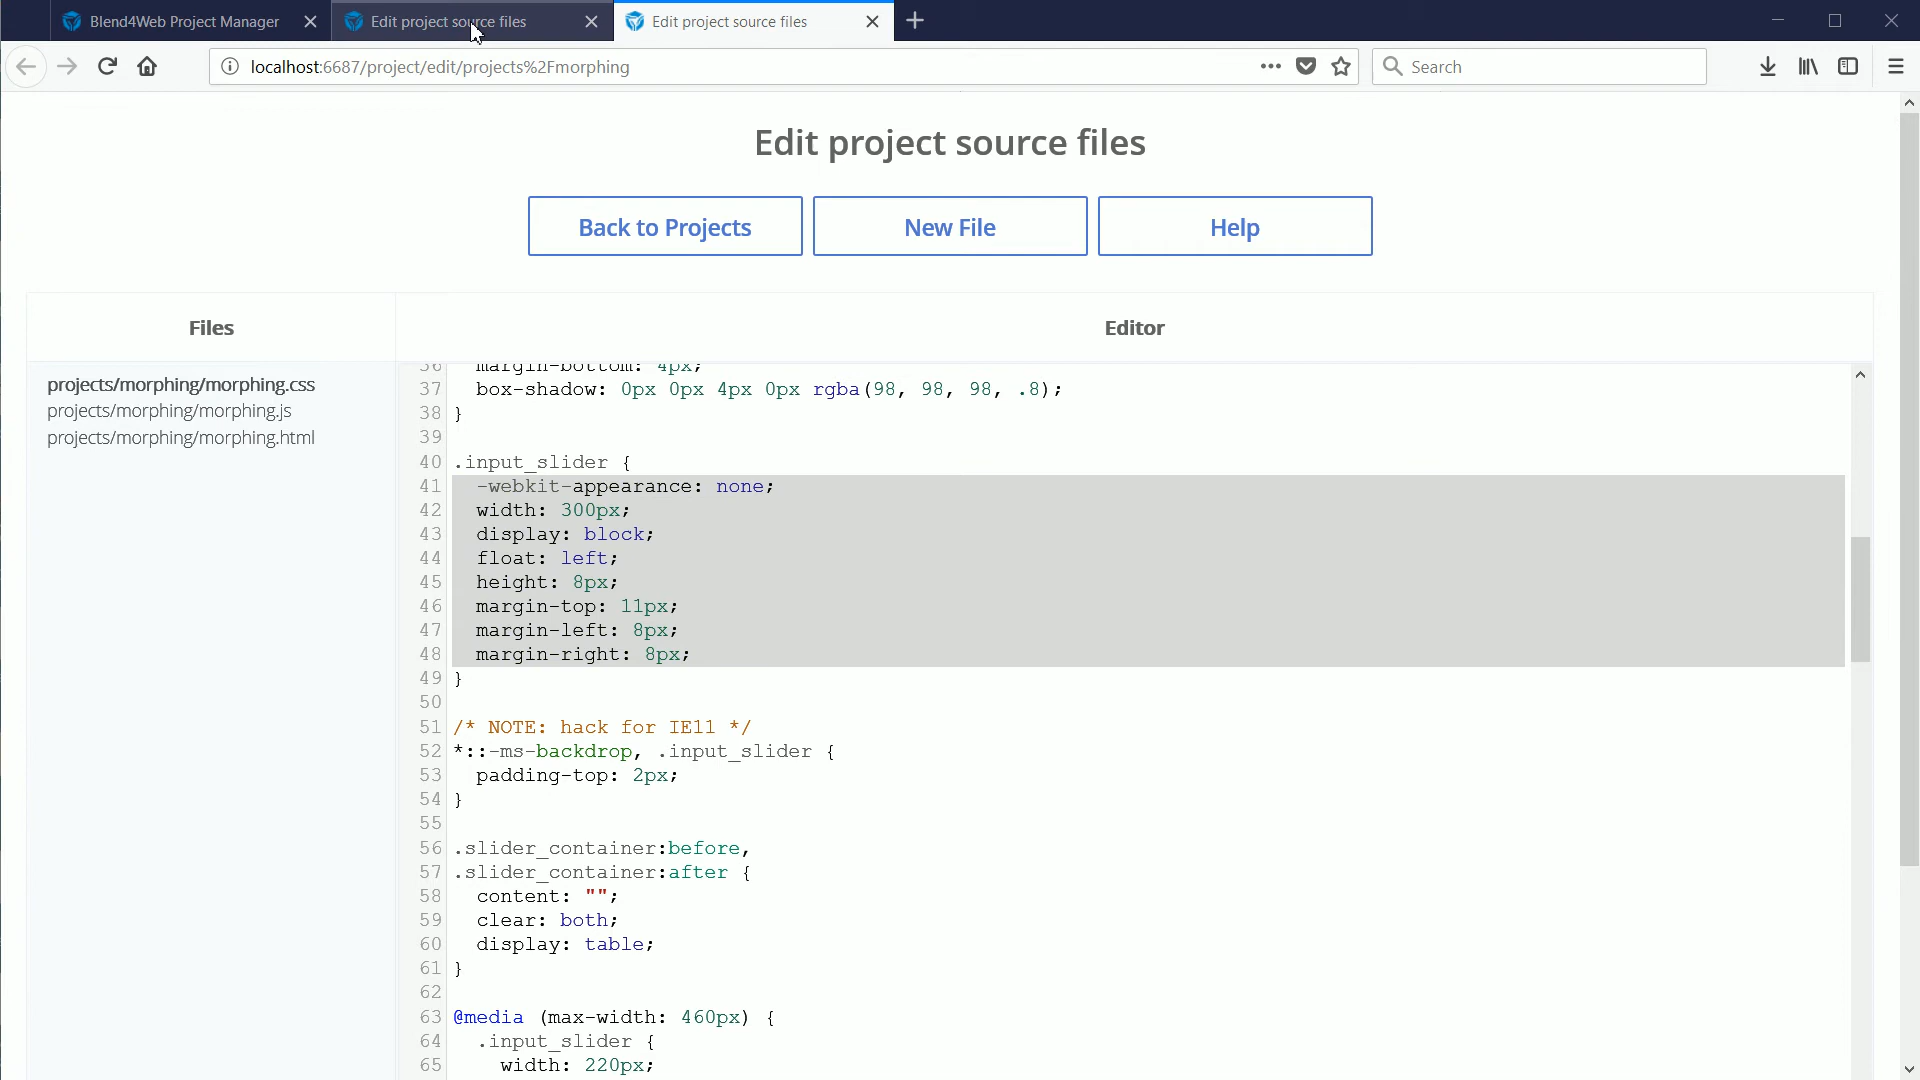 Blend4Web Project Manager
Edit project source files
Edit project source files
localhost:6687/project/edit/projects%2Fmorphing
Search
Edit project source files
Back to Projects
New File
Help
Files
Editor
projects/morphing/morphing.css
projects/morphing/morphing.js
projects/morphing/morphing.html
36 margin-bottom: 4px;
37 box-shadow: 0px 0px 4px 0px rgba(98, 98, 98, .8);
38 }
39
40 .input_slider {
41 -webkit-appearance: none;
42 width: 300px;
43 display: block;
44 float: left;
45 height: 8px;
46 margin-top: 11px;
47 margin-left: 8px;
48 margin-right: 8px;
49 }
50
51 /* NOTE: hack for IE11 */
52 *::-ms-backdrop, .input_slider {
53 padding-top: 2px;
54 }
55
56 .slider_container:before,
57 .slider_container:after {
58 content: "";
59 clear: both;
60 display: table;
61 }
62
63 @media (max-width: 460px) {
64 .input_slider {
65 width: 220px;